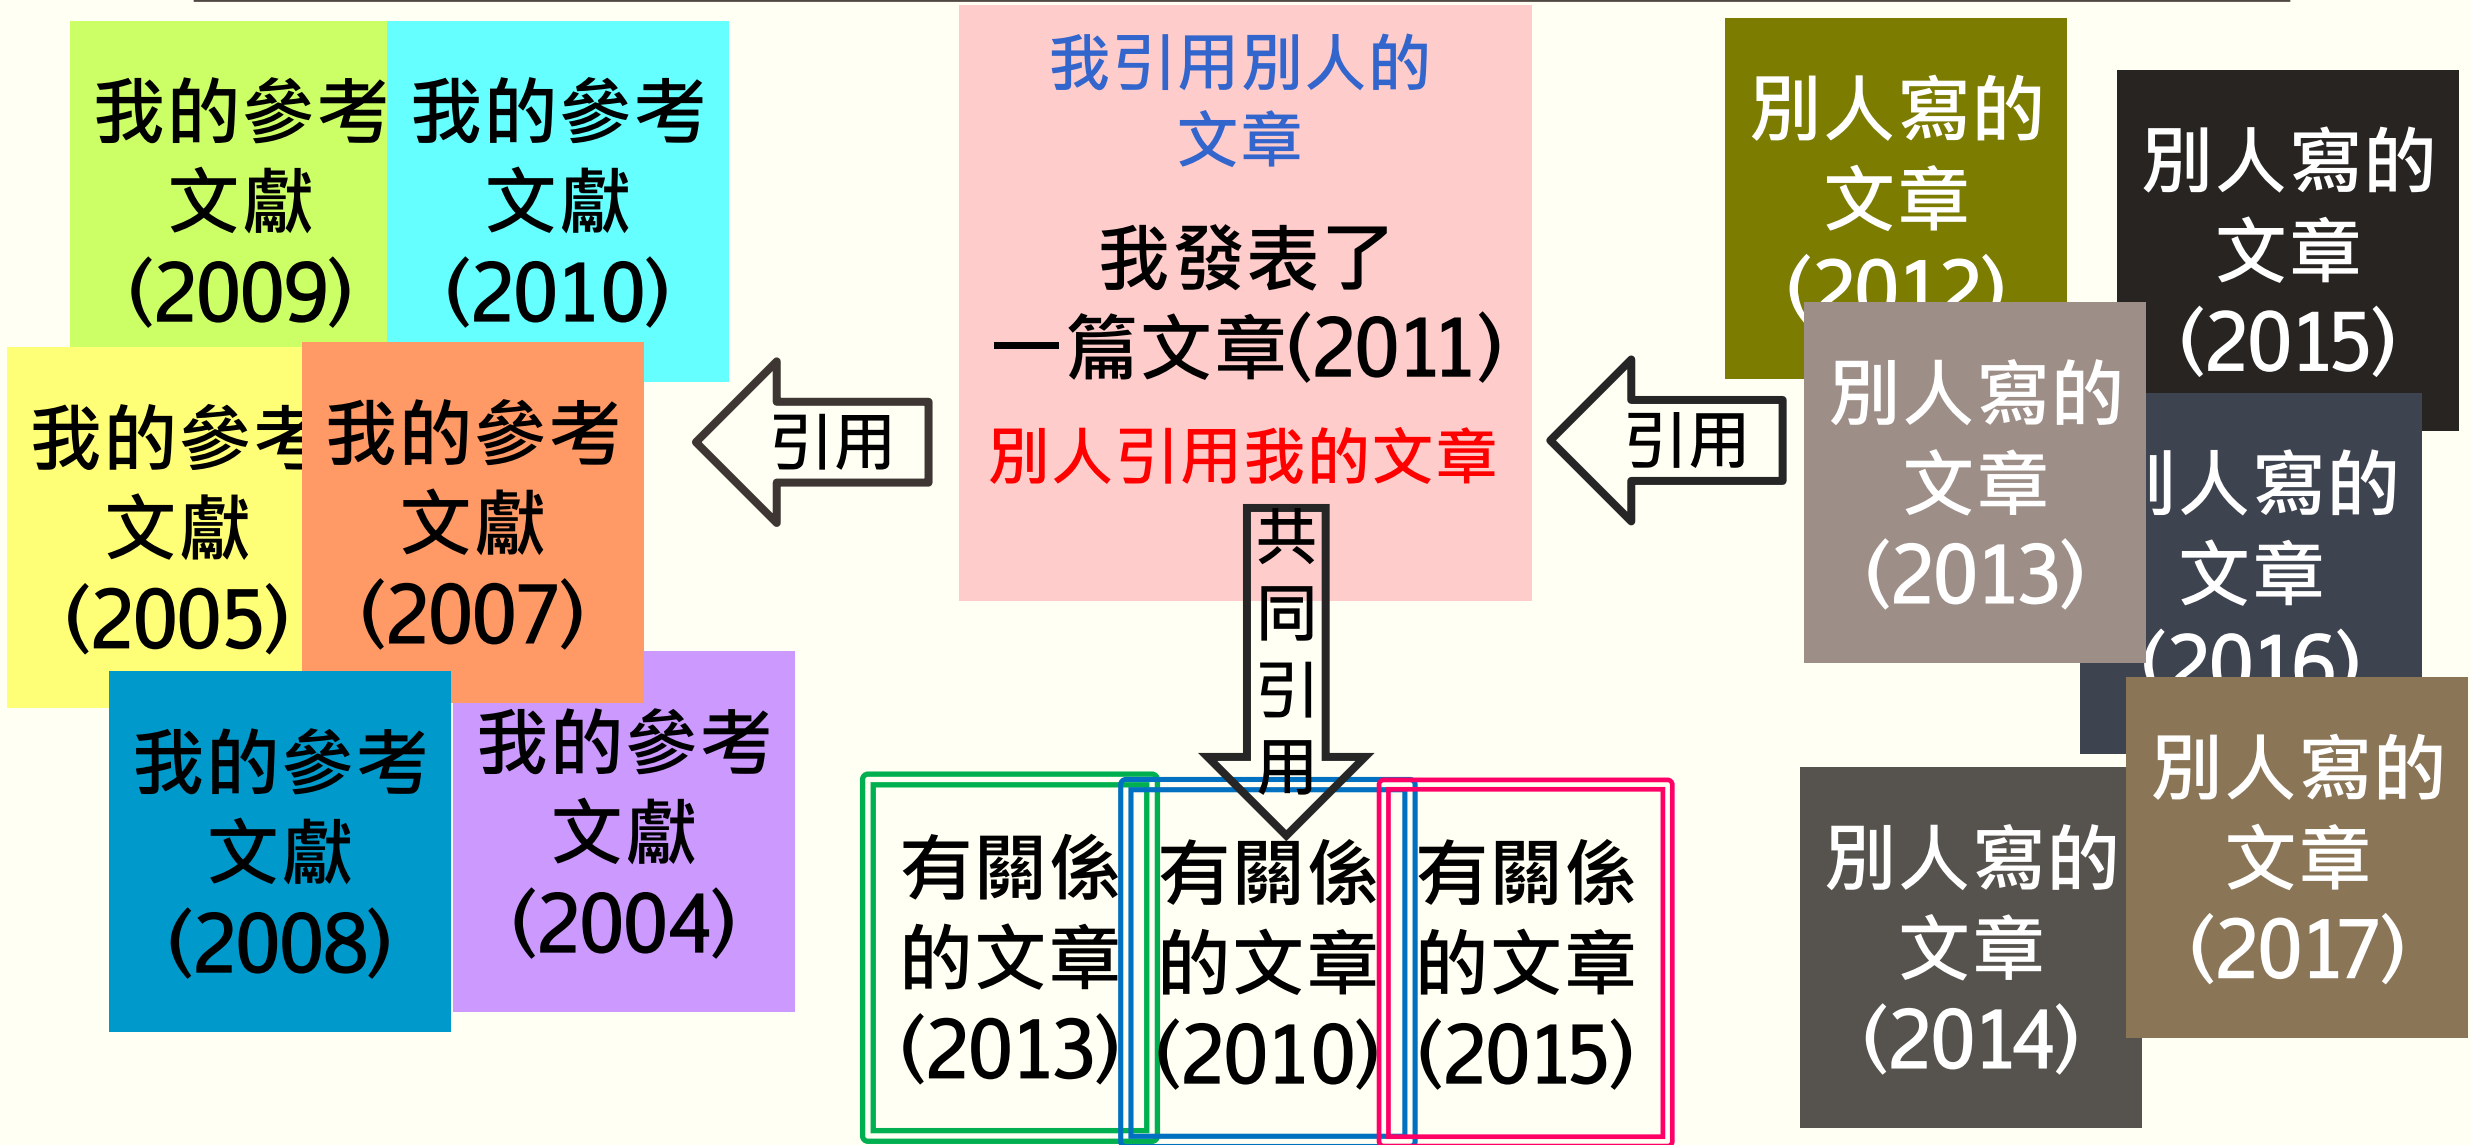 我的參考
文獻
(2009)
我的參考
文獻
(2010)
我的參考
文獻
(2005)
我的參考
文獻
(2007)
我的參考
文獻
(2008)
我的參考
文獻
(2004)
引用
我引用別人的
文章
我發表了
一篇文章(2011)
別人引用我的文章
共
同
引
用
有關係
的文章
(2013)
有關係
的文章
(2010)
有關係
的文章
(2015)
引用
別人寫的
文章
(2012)
別人寫的
文章
(2015)
別人寫的
文章
(2013)
別人寫的
文章
(2016)
別人寫的
文章
(2014)
別人寫的
文章
(2017)